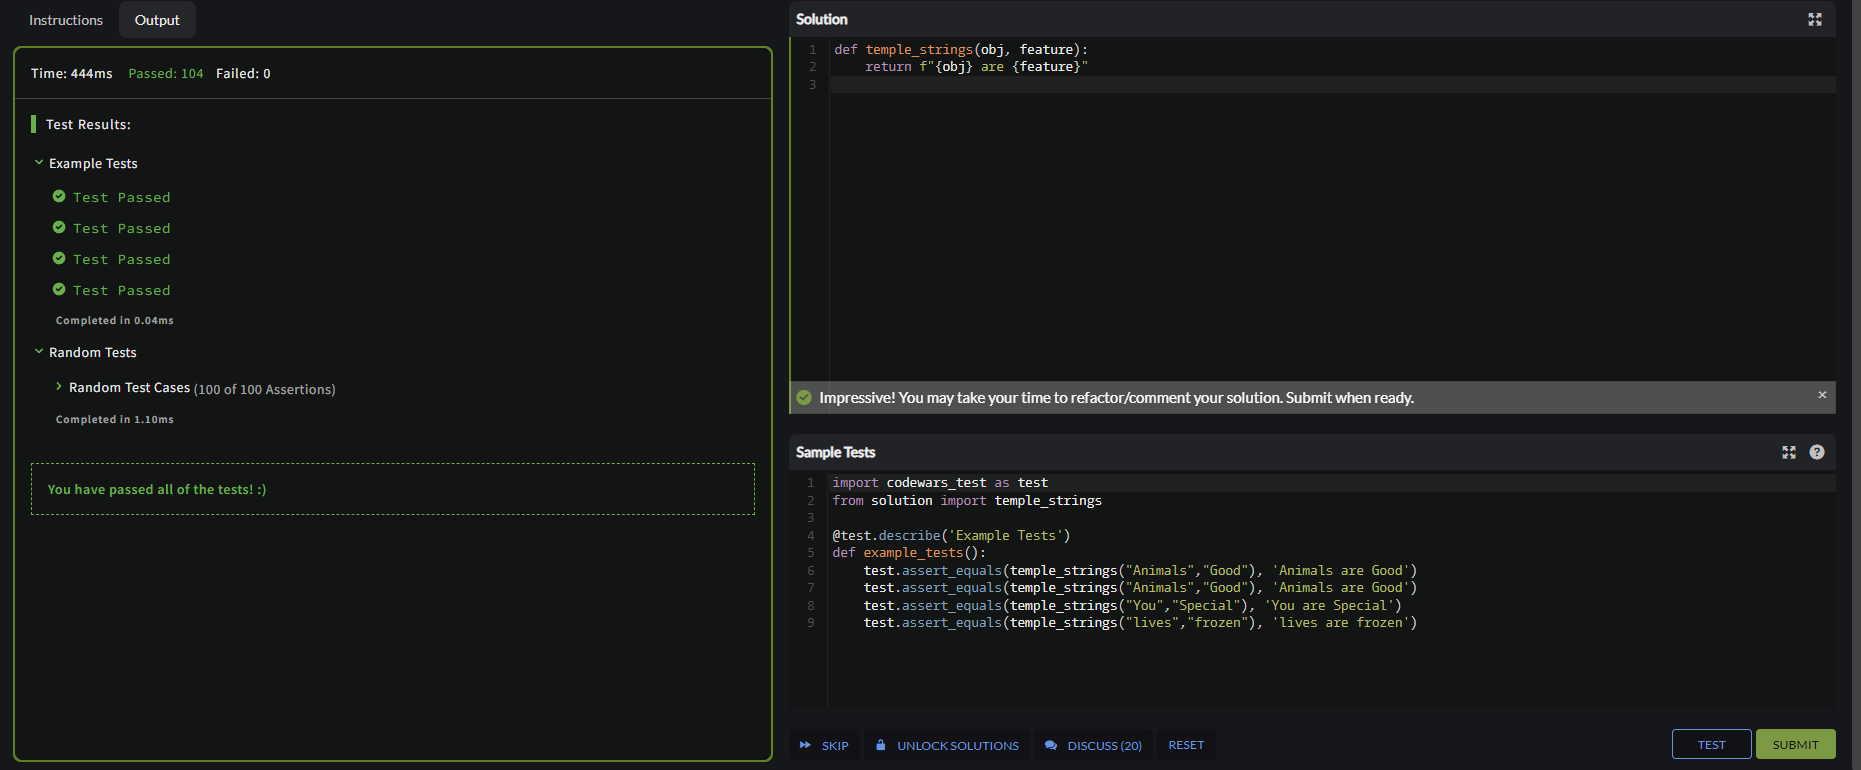 Instructions Output
Time: 444ms Passed: 104 Failed: 0
Test Results:
Example Tests
Test Passed
Test Passed
Test Passed
Test Passed
Completed in 0.04ms
Random Tests
Random Test Cases (100 of 100 Assertions)
Completed in 1.10ms
You have passed all of the tests! :)
Solution
1 def temple_strings(obj, feature):
2     return f"{obj} are {feature}"
3
Impressive! You may take your time to refactor/comment your solution. Submit when ready. ×
Sample Tests ?
1 import codewars_test as test
2 from solution import temple_strings
3
4 @test.describe('Example Tests')
5 def example_tests():
6     test.assert_equals(temple_strings("Animals","Good"), 'Animals are Good')
7     test.assert_equals(temple_strings("Animals","Good"), 'Animals are Good')
8     test.assert_equals(temple_strings("You","Special"), 'You are Special')
9     test.assert_equals(temple_strings("lives","frozen"), 'lives are frozen')
SKIP UNLOCK SOLUTIONS DISCUSS (20) RESET TEST SUBMIT